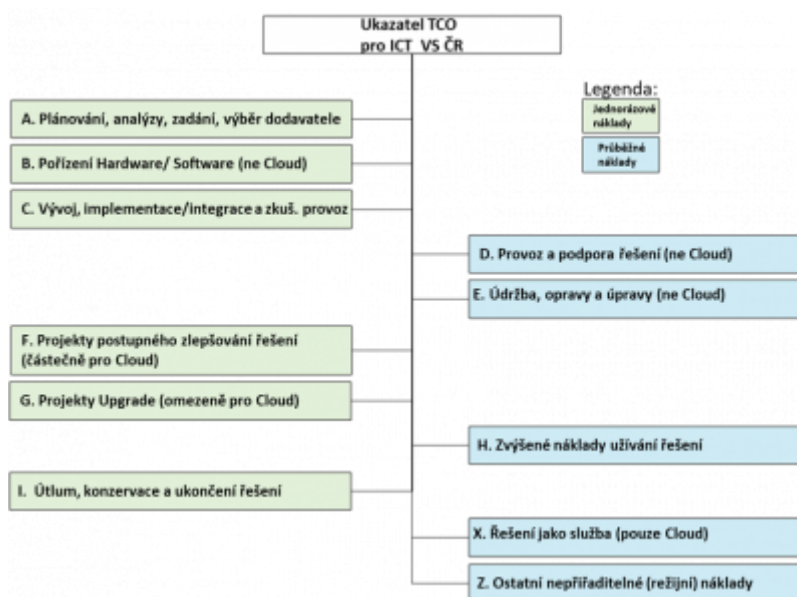 Ukazatel TCO
pro ICT VS ČR
Legenda:
Jednorázové
náklady
Průběžné
náklady
A. Plánování, analýzy, zadání, výběr dodavatele
B. Pořízení Hardware/ Software (ne Cloud)
C. Vývoj, implementace/integrace a zkuš. provoz
D. Provoz a podpora řešení (ne Cloud)
E. Údržba, opravy a úpravy (ne Cloud)
F. Projekty postupného zlepšování řešení
(částečně pro Cloud)
G. Projekty Upgrade (omezeně pro Cloud)
H. Zvýšené náklady užívání řešení
I. Útlum, konzervace a ukončení řešení
X. Řešení jako služba (pouze Cloud)
Z. Ostatní nepřiřaditelné (režijní) náklady